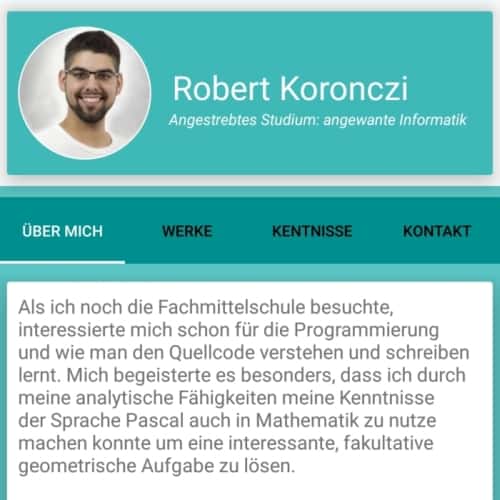 Robert Koronczi
Angestrebtes Studium: angewante Informatik
ÜBER MICH
WERKE
KENTNISSE
KONTAKT
Als ich noch die Fachmittelschule besuchte,
interessierte mich schon für die Programmierung
und wie man den Quellcode verstehen und schreiben
lernt. Mich begeisterte es besonders, dass ich durch
meine analytische Fähigkeiten meine Kenntnisse
der Sprache Pascal auch in Mathematik zu nutze
machen konnte um eine interessante, fakultative
geometrische Aufgabe zu lösen.